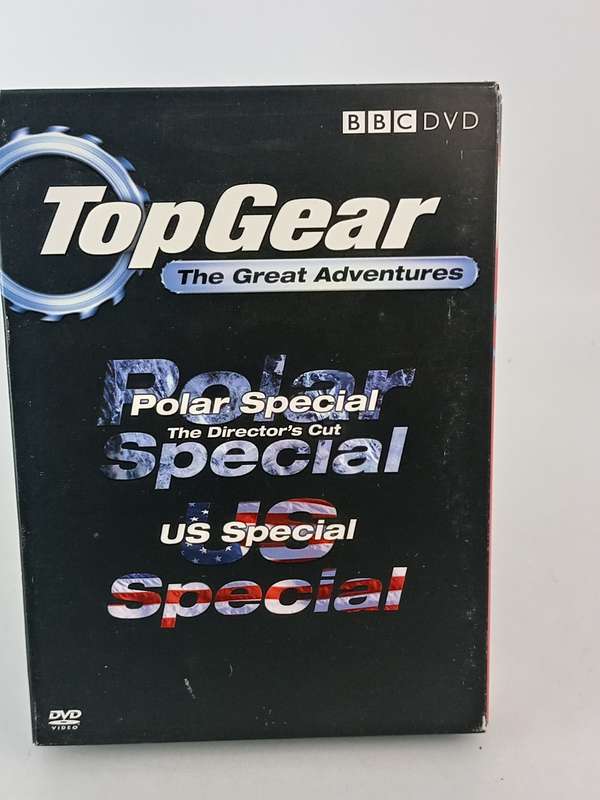 BBC DVD
TopGear
The Great Adventures
Polar
Polar Special
The Director's Cut
Special
US
US Special
Special
DVD
VIDEO